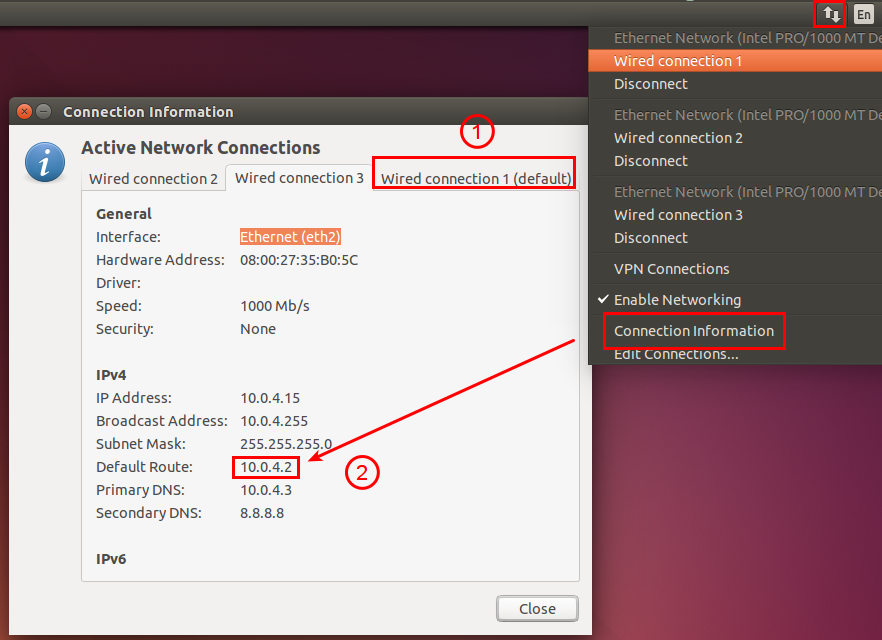 En
Ethernet Network (Intel PRO/1000 MT De
Wired connection 1
Disconnect
Ethernet Network (Intel PRO/1000 MT De
Wired connection 2
Disconnect
Ethernet Network (Intel PRO/1000 MT De
Wired connection 3
Disconnect
VPN Connections
Enable Networking
Connection Information
Edit Connections...
Connection Information
1
i
Active Network Connections
Wired connection 2 Wired connection 3 Wired connection 1 (default)
General
Interface: Ethernet (eth2)
Hardware Address: 08:00:27:35:B0:5C
Driver:
Speed: 1000 Mb/s
Security: None
IPv4
IP Address: 10.0.4.15
Broadcast Address: 10.0.4.255
Subnet Mask: 255.255.255.0
Default Route: 10.0.4.2
2
Primary DNS: 10.0.4.3
Secondary DNS: 8.8.8.8
IPv6
Close